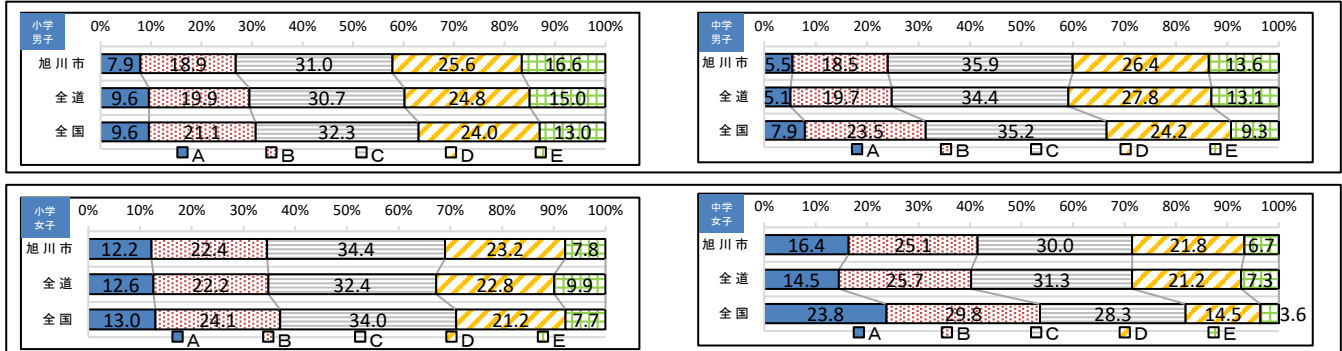 小学
男子
0% 10% 20% 30% 40% 50% 60% 70% 80% 90% 100%
旭川市 7.9 18.9 31.0 25.6 16.6
全道 9.6 19.9 30.7 24.8 15.0
全国 9.6 21.1 32.3 24.0 13.0
A B C D E
中学
男子
0% 10% 20% 30% 40% 50% 60% 70% 80% 90% 100%
旭川市 5.5 18.5 35.9 26.4 13.6
全道 5.1 19.7 34.4 27.8 13.1
全国 7.9 23.5 35.2 24.2 9.3
A B C D E
小学
女子
0% 10% 20% 30% 40% 50% 60% 70% 80% 90% 100%
旭川市 12.2 22.4 34.4 23.2 7.8
全道 12.6 22.2 32.4 22.8 9.9
全国 13.0 24.1 34.0 21.2 7.7
A B C D E
中学
女子
0% 10% 20% 30% 40% 50% 60% 70% 80% 90% 100%
旭川市 16.4 25.1 30.0 21.8 6.7
全道 14.5 25.7 31.3 21.2 7.3
全国 23.8 29.8 28.3 14.5 3.6
A B C D E